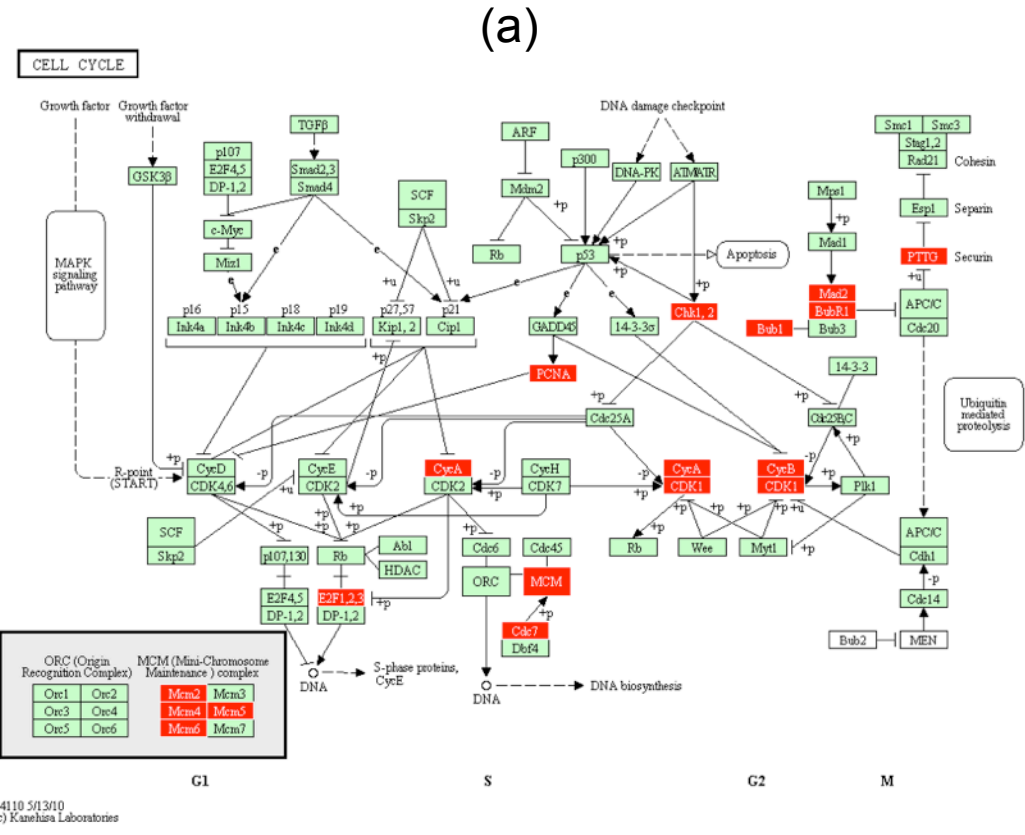 (a)
CELL CYCLE
Growth factor
Growth factor
withdrawal
TGFβ
ARF
DNA damage checkpoint
Smc1
Smc3
Stag1,2
Rad21
Cohesin
p107
E2F4,5
DP-1,2
Smad2,3
Smad4
GSK3β
p300
DNA-PK
ATM/ATR
SCF
Skp2
Mdm2
+p
Mps1
+p
Esp1
Separin
c-Myc
Miz1
Rb
p53
+p
Mad1
MAPK
signaling
pathway
Apoptosis
PTTG
Securin
+u
e
e
e
e
e
+u
+u
+p
Mad2
BubR1
Bub3
Bub1
APC/C
Cdc20
p16
p15
p18
p19
p27,57
p21
Ink4a
Ink4b
Ink4c
Ink4d
Kip1, 2
Cip1
GADD45
14-3-3σ
Chk1, 2
+p
PCNA
14-3-3
+p
+p
Cdc25A
Cdc25B,C
Ubiquitin
mediated
proteolysis
R-point
(START)
+p
CycD
CDK4,6
-p
CycE
CDK2
+u
-p
CycA
CDK2
-p
+p
CycH
CDK7
-p
+p
CycA
CDK1
CycB
CDK1
-p
+p
+p
Plk1
SCF
Skp2
+p
+p
+p
+p
+p
+p
+p
+p
+p
+u
p107,130
Rb
Abl
HDAC
Cdc6
Cdc45
Rb
Wee
Myt1
+p
APC/C
Cdh1
ORC
MCM
-p
E2F4,5
DP-1,2
E2F1,2,3
DP-1,2
+p
+p
Cdc7
Dbf4
Cdc14
Bub2
MEN
DNA
S-phase proteins,
CycE
DNA
DNA biosynthesis
ORC (Origin
Recognition Complex)
MCM (Mini-Chromosome
Maintenance ) complex
Orc1
Orc2
Mcm2
Mcm3
Orc3
Orc4
Mcm4
Mcm5
Orc5
Orc6
Mcm6
Mcm7
G1
S
G2
M
4110 5/13/10
c) Kanehisa Laboratories